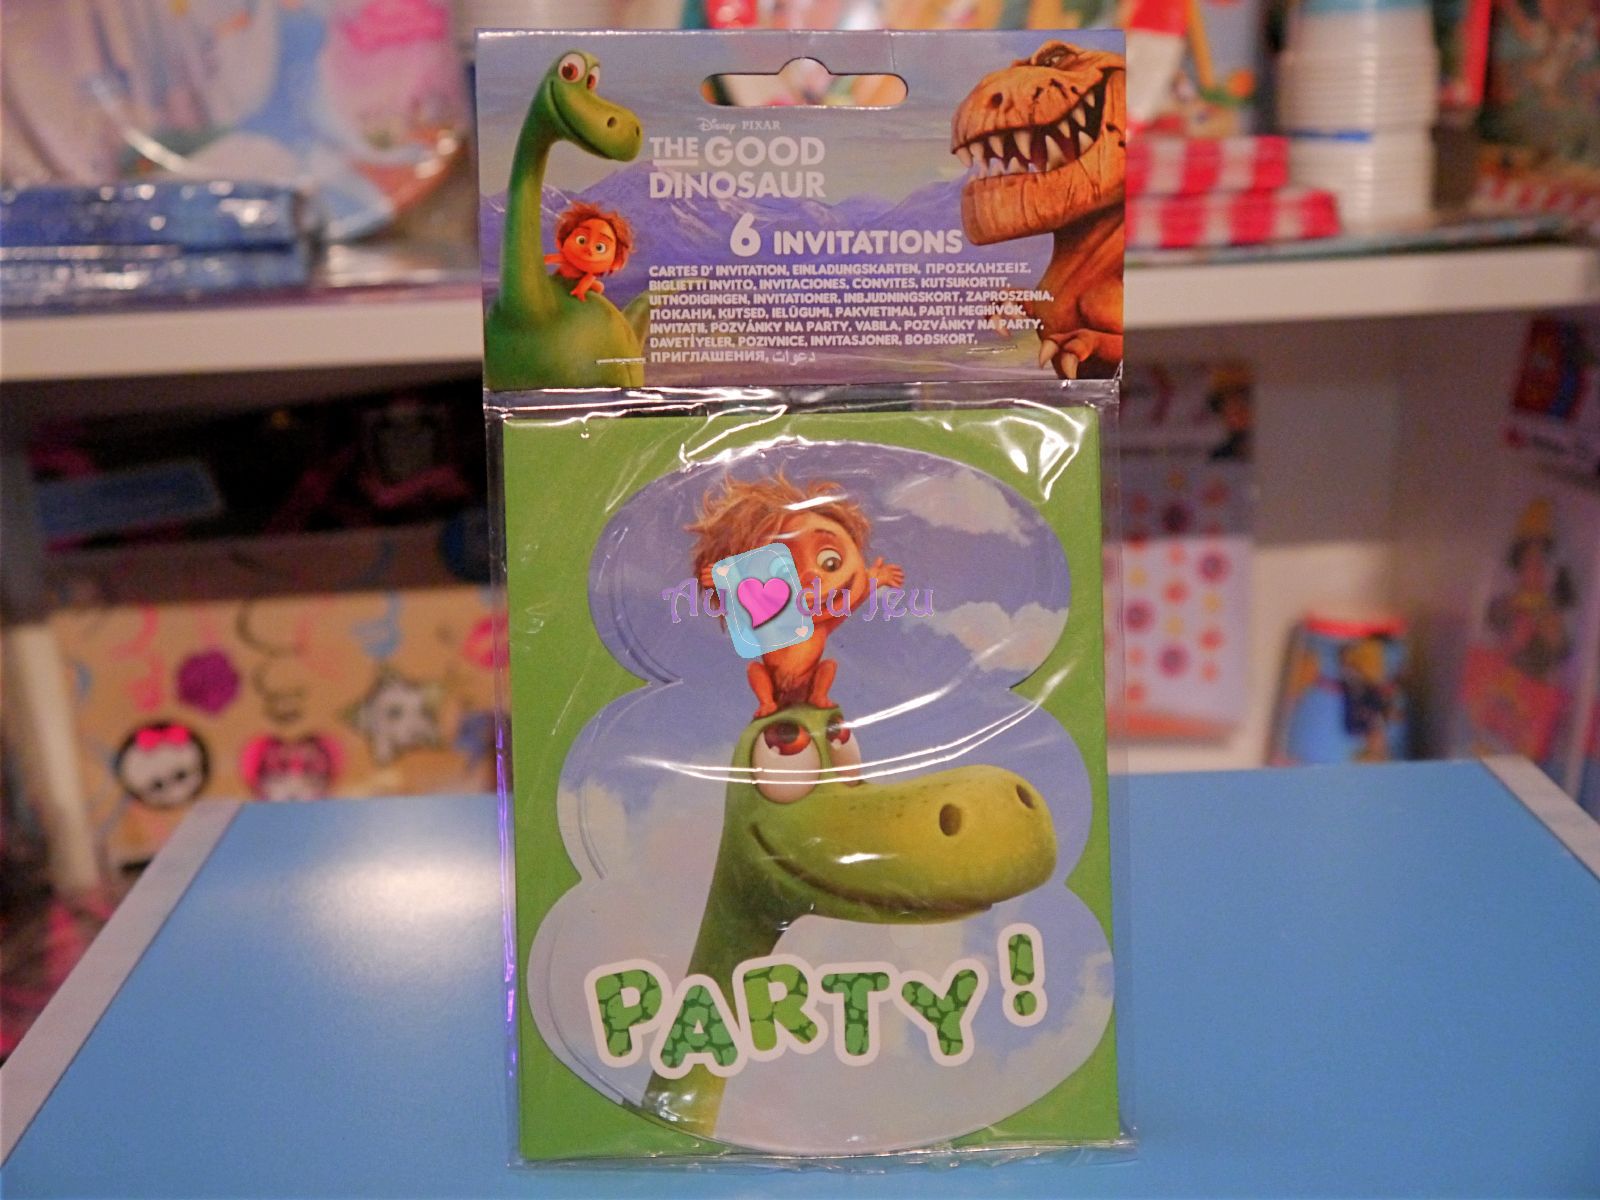 Disney · PIXAR
THE GOOD
DINOSAUR
6 INVITATIONS
CARTES D' INVITATION, EINLADUNGSKARTEN, ΠΡΟΣΚΛΗΣΕΙΣ,
BIGLIETTI INVITO, INVITACIONES, CONVITES, KUTSUKORTIT,
UITNODIGINGEN, INVITATIONER, INBJUDNINGSKORT, ZAPROSZENIA,
ПОКАНИ, KUTSED, IELŪGUMI, PAKVIETIMAI, PARTI MEGHÍVÓK,
INVITAȚII, POZVÁNKY NA PARTY, VABILA, POZVÁNKY NA PARTY,
DAVETİYELER, POZIVNICE, INVITASJONER, BOÐSKORT,
ПРИГЛАШЕНИЯ, دعوات
Au du Jeu
PARTY!